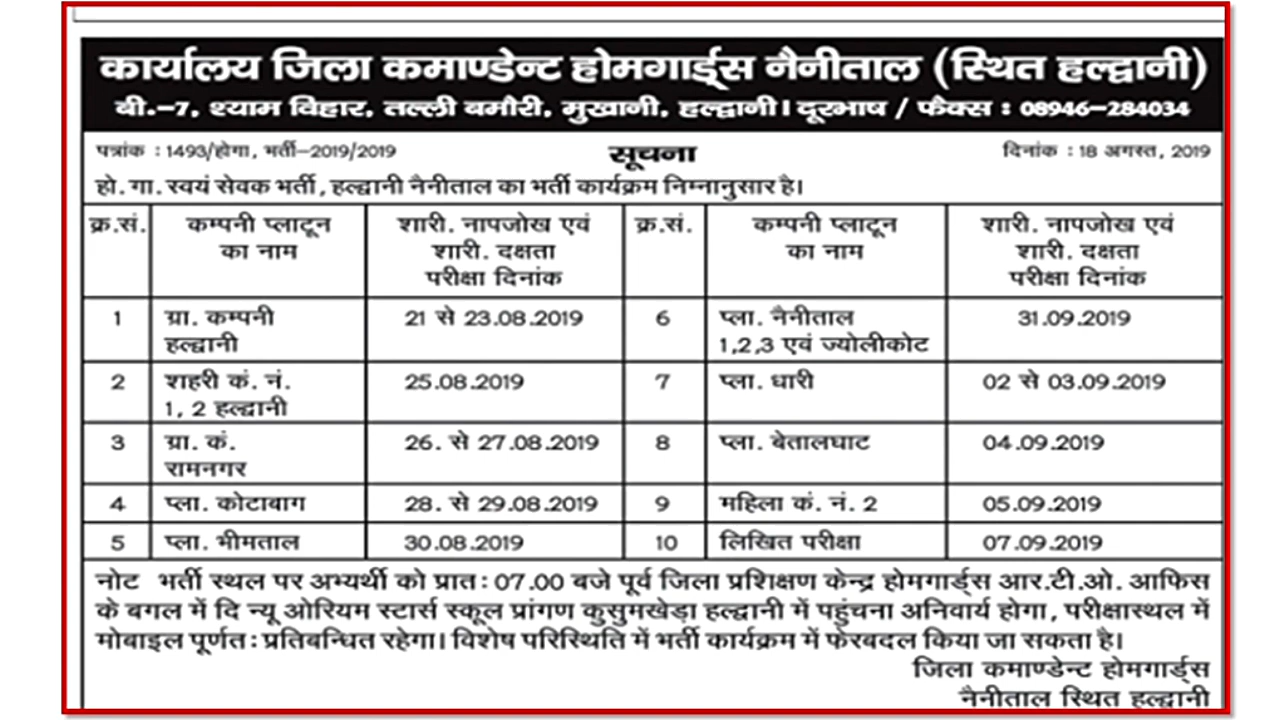 कार्यालय जिला कमाण्डेन्ट होमगार्ड्स नैनीताल (स्थित हल्द्वानी)
बी.–7, श्याम विहार, तल्ली बमौरी, मुखानी, हल्द्वानी। दूरभाष / फैक्स : 08946–284034
पत्रांक : 1493/होगा, भर्ती–2019/2019 सूचना दिनांक : 18 अगस्त, 2019
हो. गा. स्वयं सेवक भर्ती, हल्द्वानी नैनीताल का भर्ती कार्यक्रम निम्नानुसार है।
क्र.सं. कम्पनी प्लाटून शारी. नापजोख एवं क्र.सं. कम्पनी प्लाटून शारी. नापजोख एवं
का नाम शारी. दक्षता का नाम शारी. दक्षता
परीक्षा दिनांक परीक्षा दिनांक
1 ग्रा. कम्पनी 21 से 23.08.2019 6 प्ला. नैनीताल 31.09.2019
हल्द्वानी 1,2,3 एवं ज्योलीकोट
2 शहरी कं. नं. 25.08.2019 7 प्ला. धारी 02 से 03.09.2019
1, 2 हल्द्वानी
3 ग्रा. कं. 26. से 27.08.2019 8 प्ला. बेतालघाट 04.09.2019
रामनगर
4 प्ला. कोटाबाग 28. से 29.08.2019 9 महिला कं. नं. 2 05.09.2019
5 प्ला. भीमताल 30.08.2019 10 लिखित परीक्षा 07.09.2019
नोट भर्ती स्थल पर अभ्यर्थी को प्रात: 07.00 बजे पूर्व जिला प्रशिक्षण केन्द्र होमगार्ड्स आर.टी.ओ. आफिस
के बगल में दि न्यू ओरियम स्टार्स स्कूल प्रांगण कुसुमखेड़ा हल्द्वानी में पहुंचना अनिवार्य होगा, परीक्षास्थल में
मोबाइल पूर्णत: प्रतिबन्धित रहेगा। विशेष परिस्थिति में भर्ती कार्यक्रम में फेरबदल किया जा सकता है।
जिला कमाण्डेन्ट होमगार्ड्स
नैनीताल स्थित हल्द्वानी